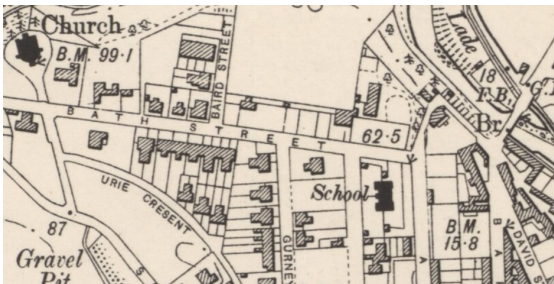 Church
B.M. 99·1
BAIRD STREET
BATH STREET
Lade
18
F.B.
Br.
62·5
School
URIE CRESENT
87
Gravel
Pit
GURNEY
B.M.
15·8
DAVID S
BA
A
S